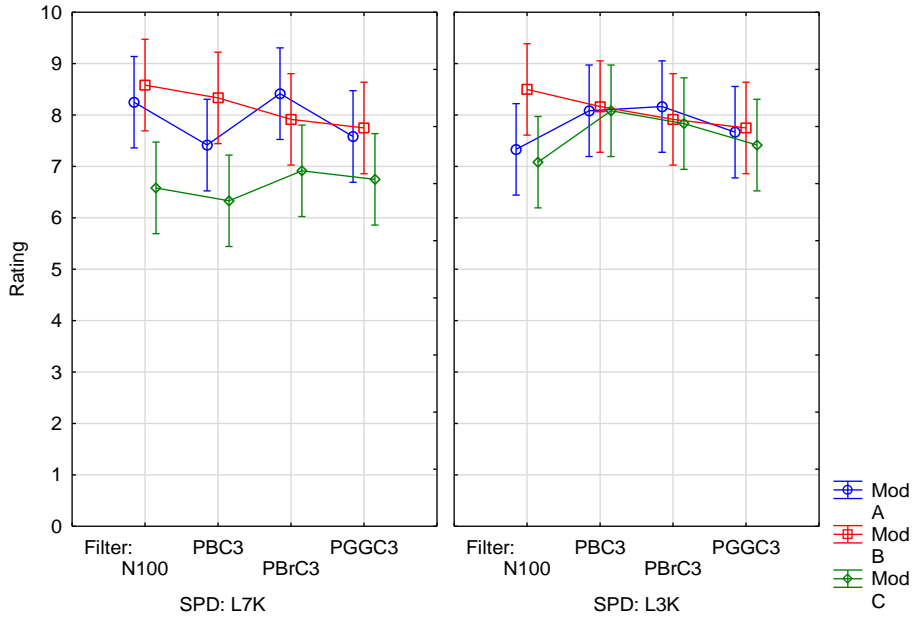 10
9
8
7
6
5
4
3
2
1
0
Rating
Filter: PBC3 PGGC3
N100 PBrC3
SPD: L7K
Filter: PBC3 PGGC3
N100 PBrC3
SPD: L3K
Mod
A
Mod
B
Mod
C